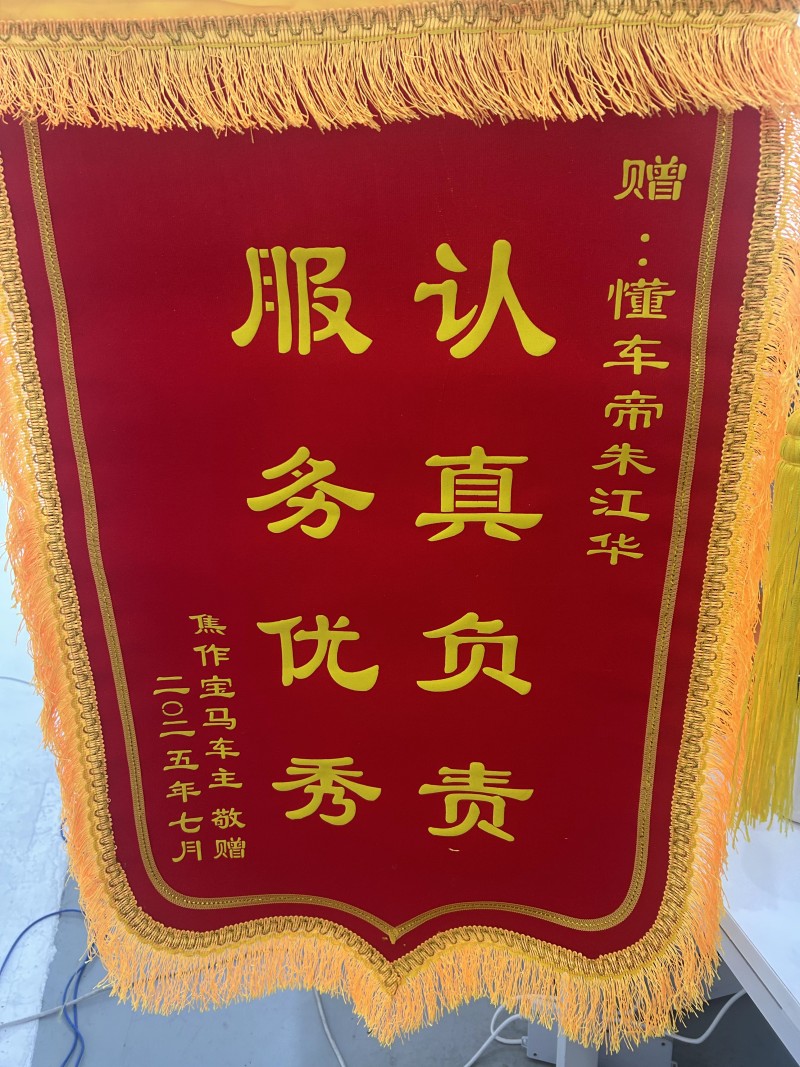 赠：懂车帝朱江华
认真负责
服务优秀
焦作宝马车主 敬赠
二〇二五年七月